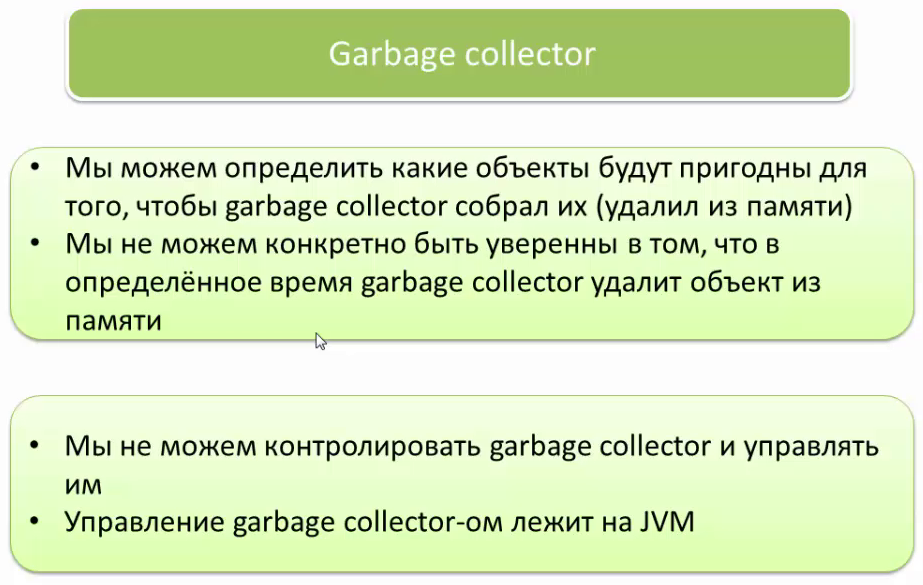 Garbage collector
• Мы можем определить какие объекты будут пригодны для
того, чтобы garbage collector собрал их (удалил из памяти)
• Мы не можем конкретно быть уверенны в том, что в
определённое время garbage collector удалит объект из
памяти
• Мы не можем контролировать garbage collector и управлять
им
• Управление garbage collector-ом лежит на JVM